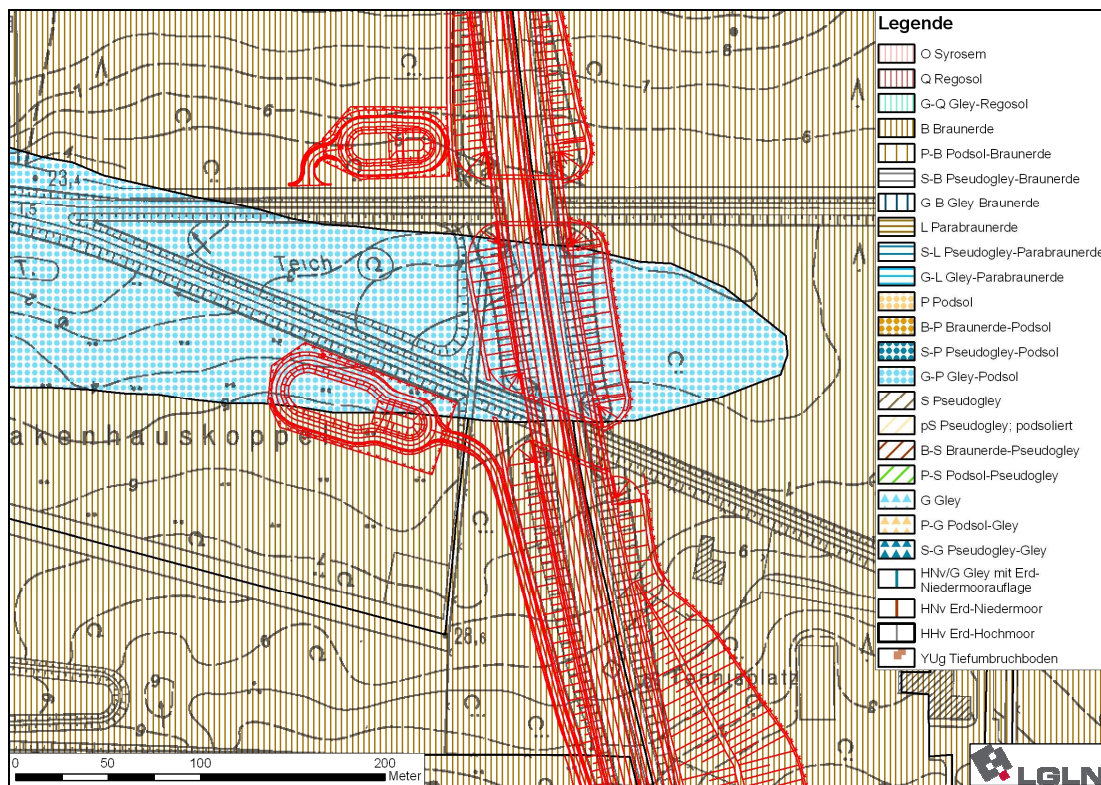 Legende
O Syrosem
Q Regosol
G-Q Gley-Regosol
B Braunerde
P-B Podsol-Braunerde
S-B Pseudogley-Braunerde
G B Gley Braunerde
L Parabraunerde
S-L Pseudogley-Parabraunerde
G-L Gley-Parabraunerde
P Podsol
B-P Braunerde-Podsol
S-P Pseudogley-Podsol
G-P Gley-Podsol
S Pseudogley
pS Pseudogley; podsoliert
B-S Braunerde-Pseudogley
P-S Podsol-Pseudogley
G Gley
P-G Podsol-Gley
S-G Pseudogley-Gley
HNv/G Gley mit Erd-
Niedermoorauflage
HNv Erd-Niedermoor
HHv Erd-Hochmoor
YUg Tiefumbruchboden
23,4
Teich
T.
akenhauskoppel
28,6
Tennisplatz
0 50 100 200
Meter
LGLN